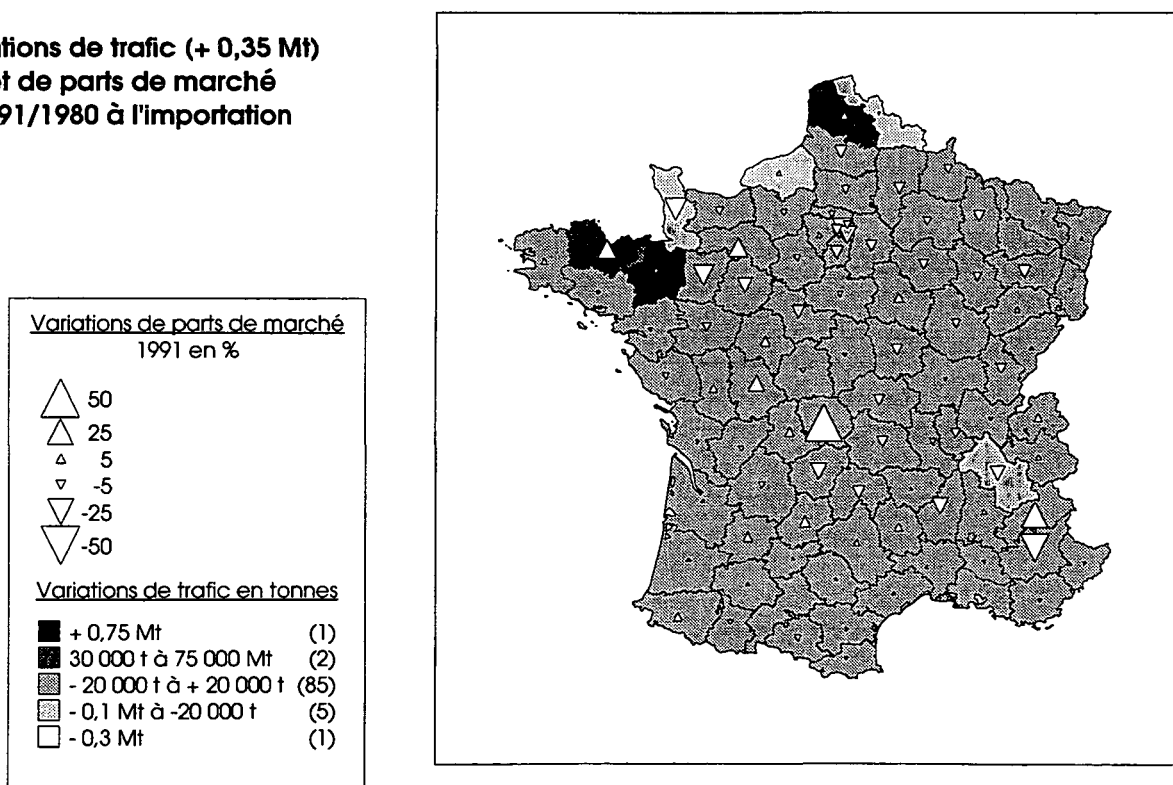 tions de trafic (+ 0,35 Mt)
t de parts de marché
91/1980 à l'importation
Variations de parts de marché
1991 en %
50
25
5
-5
-25
-50
Variations de trafic en tonnes
+ 0,75 Mt (1)
30 000 t à 75 000 Mt (2)
- 20 000 t à + 20 000 t (85)
- 0,1 Mt à -20 000 t (5)
- 0,3 Mt (1)